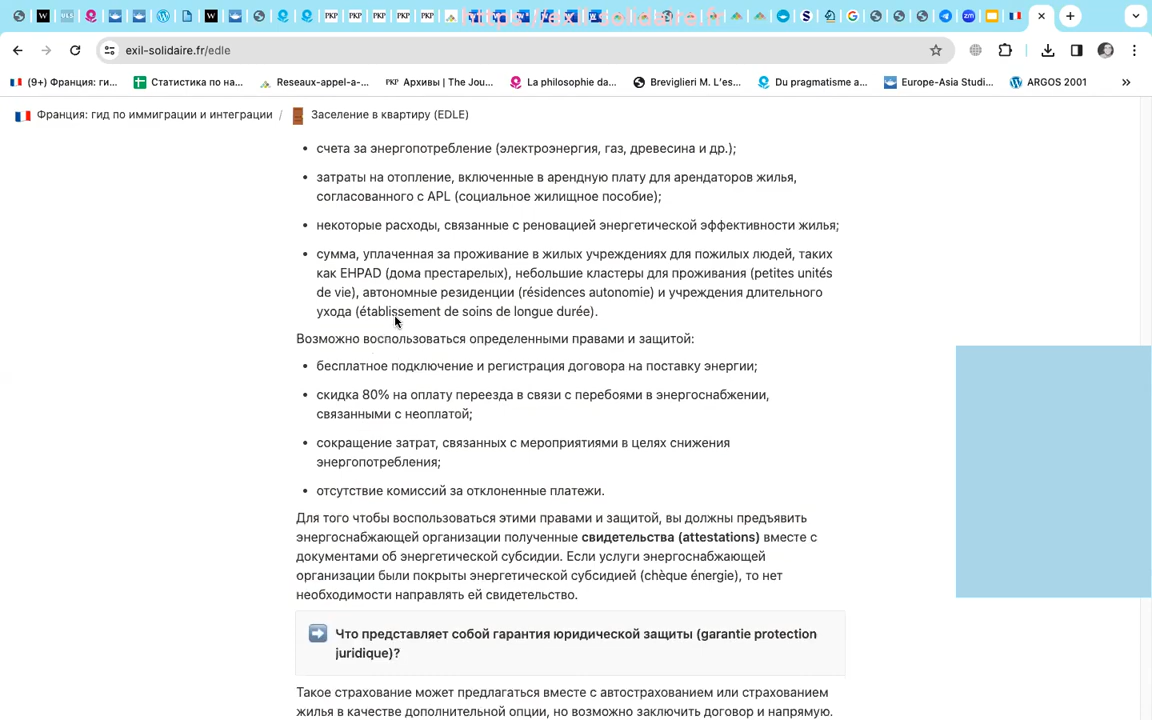 https://exil-solidaire.fr
exil-solidaire.fr/edle
(9+) Франция: ги...
Статистика по на...
Reseaux-appel-a-...
Архивы | The Jou...
La philosophie da...
Breviglieri M. L'es...
Du pragmatisme a...
Europe-Asia Studi...
ARGOS 2001
Франция: гид по иммиграции и интеграции / Заселение в квартиру (EDLE)
• счета за энергопотребление (электроэнергия, газ, древесина и др.);
• затраты на отопление, включенные в арендную плату для арендаторов жилья,
согласованного с APL (социальное жилищное пособие);
• некоторые расходы, связанные с реновацией энергетической эффективности жилья;
• сумма, уплаченная за проживание в жилых учреждениях для пожилых людей, таких
как EHPAD (дома престарелых), небольшие кластеры для проживания (petites unités
de vie), автономные резиденции (résidences autonomie) и учреждения длительного
ухода (établissement de soins de longue durée).
Возможно воспользоваться определенными правами и защитой:
• бесплатное подключение и регистрация договора на поставку энергии;
• скидка 80% на оплату переезда в связи с перебоями в энергоснабжении,
связанными с неоплатой;
• сокращение затрат, связанных с мероприятиями в целях снижения
энергопотребления;
• отсутствие комиссий за отклоненные платежи.
Для того чтобы воспользоваться этими правами и защитой, вы должны предъявить
энергоснабжающей организации полученные свидетельства (attestations) вместе с
документами об энергетической субсидии. Если услуги энергоснабжающей
организации были покрыты энергетической субсидией (chèque énergie), то нет
необходимости направлять ей свидетельство.
Что представляет собой гарантия юридической защиты (garantie protection
juridique)?
Такое страхование может предлагаться вместе с автострахованием или страхованием
жилья в качестве дополнительной опции, но возможно заключить договор и напрямую.